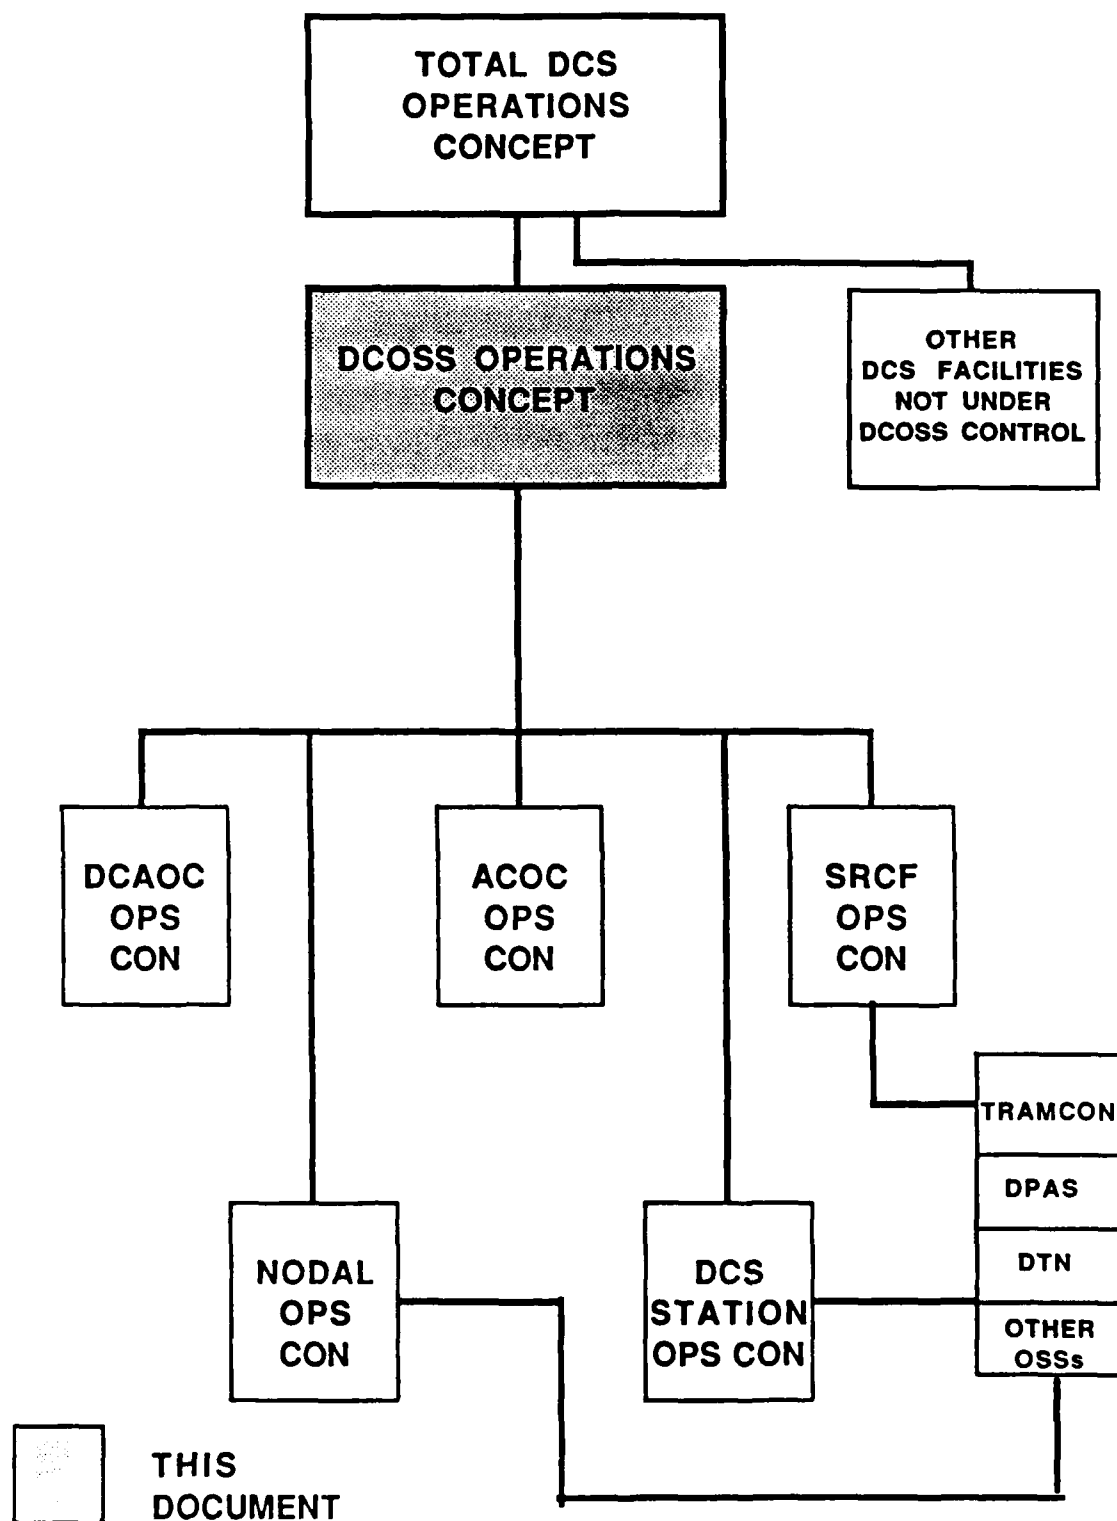 TOTAL DCS
OPERATIONS
CONCEPT
DCOSS OPERATIONS
CONCEPT
OTHER
DCS FACILITIES
NOT UNDER
DCOSS CONTROL
DCAOC
OPS
CON
ACOC
OPS
CON
SRCF
OPS
CON
TRAMCON
DPAS
DTN
OTHER
OSSs
NODAL
OPS
CON
DCS
STATION
OPS CON
THIS
DOCUMENT